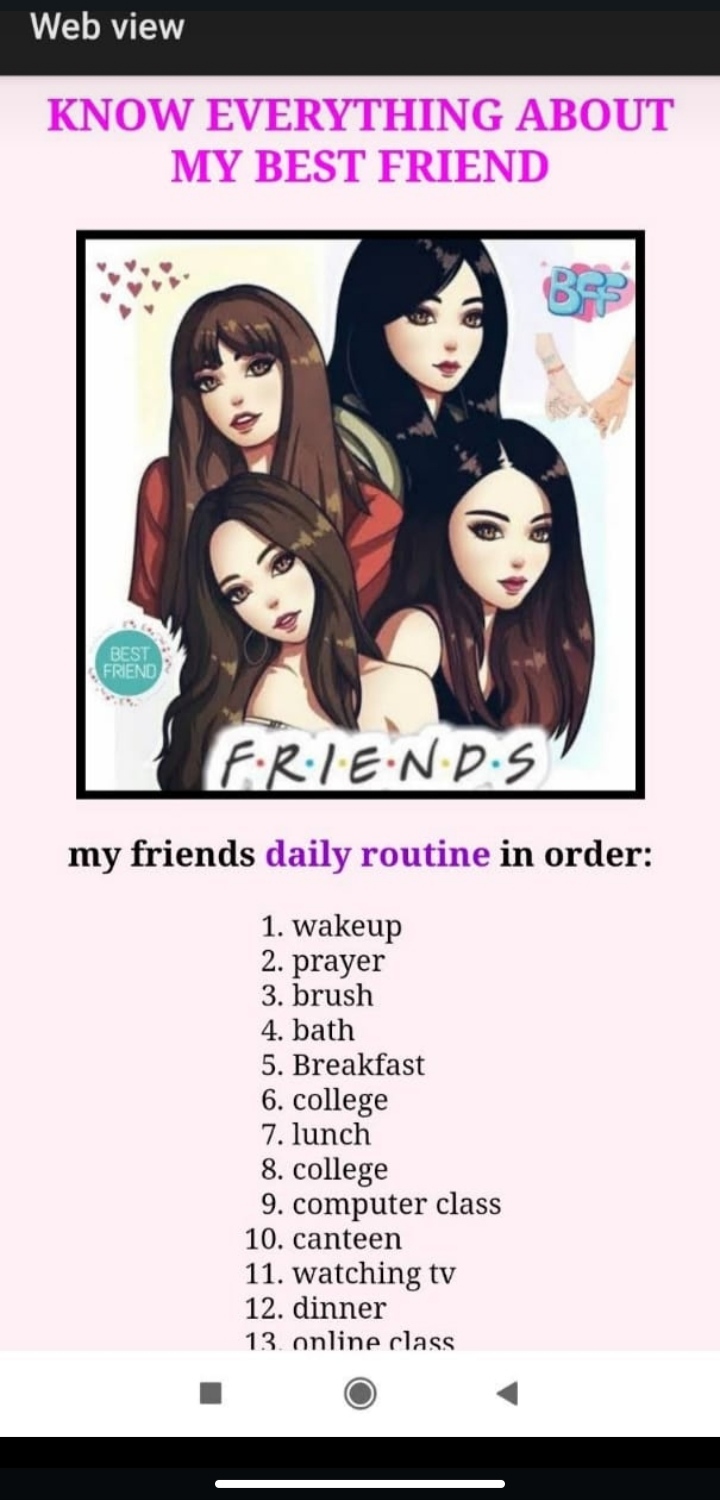 Web view
KNOW EVERYTHING ABOUT
MY BEST FRIEND
BFF
BEST
FRIEND
F·R·I·E·N·D·S
my friends daily routine in order:
1. wakeup
2. prayer
3. brush
4. bath
5. Breakfast
6. college
7. lunch
8. college
9. computer class
10. canteen
11. watching tv
12. dinner
13. online class